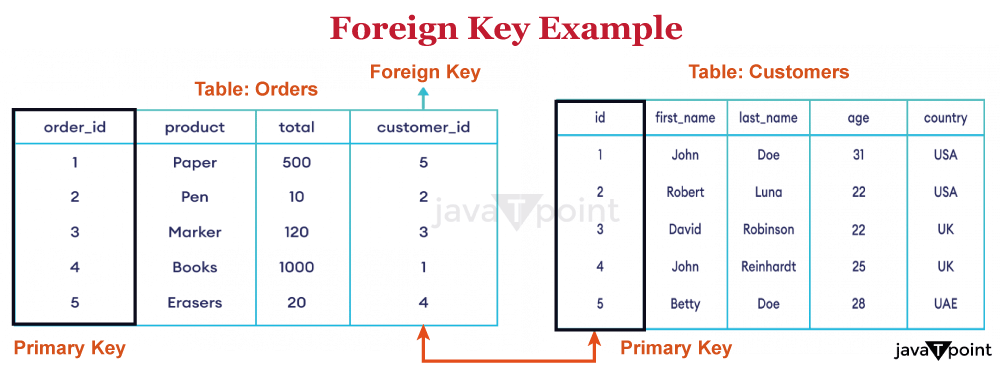 Foreign Key Example
Foreign Key
Table: Orders
order_id product total customer_id
1 Paper 500 5
2 Pen 10 2
3 Marker 120 3
4 Books 1000 1
5 Erasers 20 4
Primary Key
Table: Customers
id first_name last_name age country
1 John Doe 31 USA
2 Robert Luna 22 USA
3 David Robinson 22 UK
4 John Reinhardt 25 UK
5 Betty Doe 28 UAE
Primary Key
javaTpoint
javaTpoint